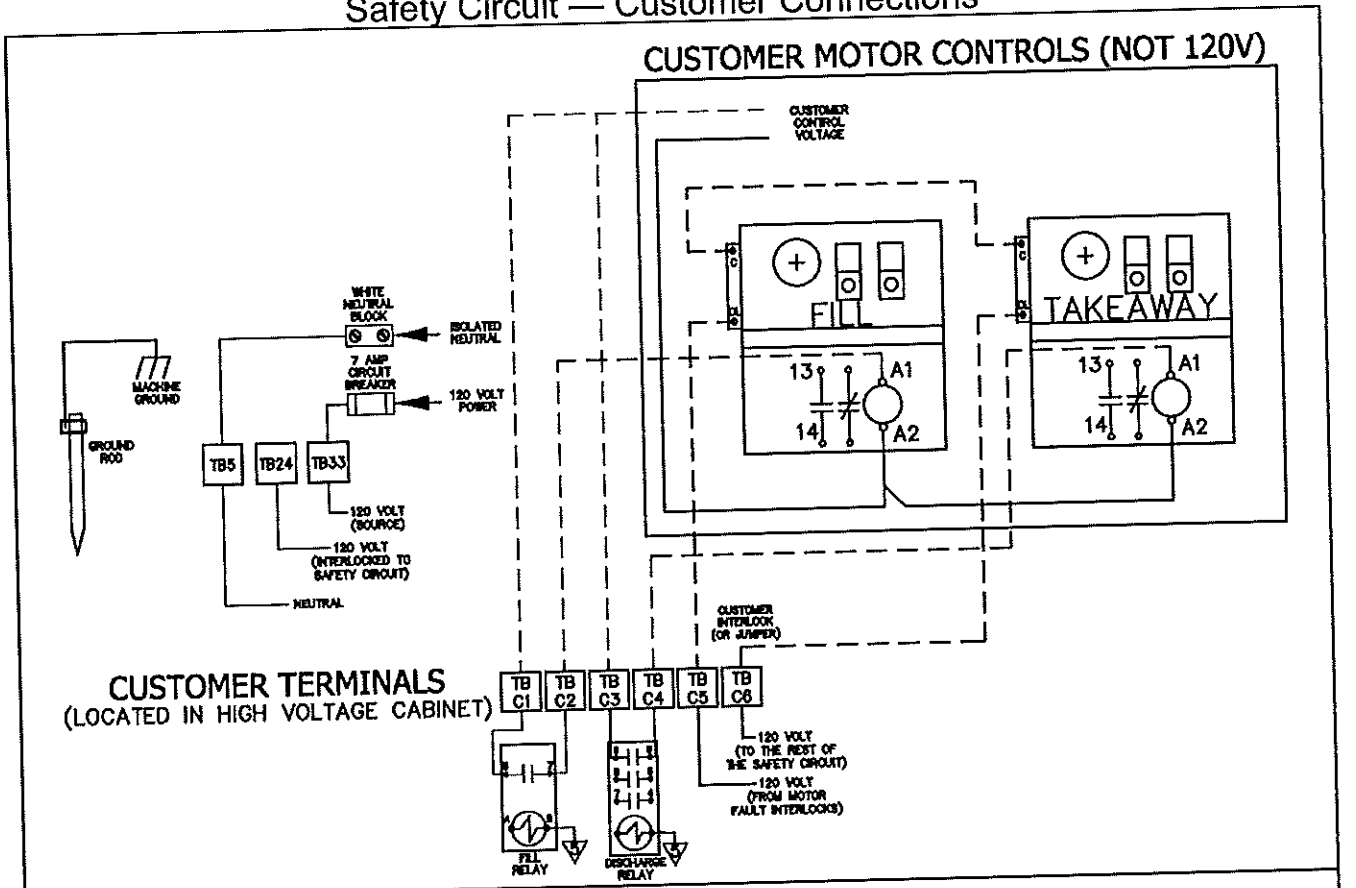 Safety Circuit — Customer Connections
CUSTOMER MOTOR CONTROLS (NOT 120V)
CUSTOMER
CONTROL
VOLTAGE
C
C
FILL
TAKEAWAY
13
14
A1
A2
13
14
A1
A2
WHITE
NEUTRAL
BLOCK
ISOLATED
NEUTRAL
7 AMP
CIRCUIT
BREAKER
120 VOLT
POWER
MACHINE
GROUND
GROUND
ROD
TB5
TB24
TB33
120 VOLT
(SOURCE)
120 VOLT
(INTERLOCKED TO
SAFETY CIRCUIT)
NEUTRAL
CUSTOMER
INTERLOCK
(OR JUMPER)
CUSTOMER TERMINALS
(LOCATED IN HIGH VOLTAGE CABINET)
TB
C1
TB
C2
TB
C3
TB
C4
TB
C5
TB
C6
120 VOLT
(TO THE REST OF
THE SAFETY CIRCUIT)
120 VOLT
(FROM MOTOR
FAULT INTERLOCKS)
7
7
A
5
5
FILL
RELAY
DISCHARGE
RELAY